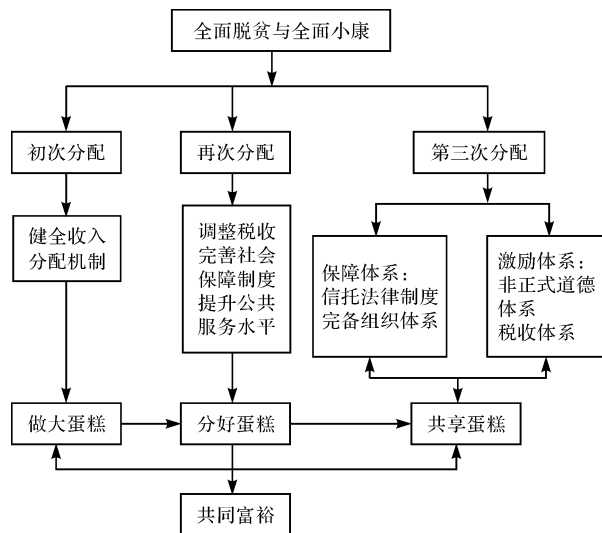 全面脱贫与全面小康
初次分配
再次分配
第三次分配
健全收入
分配机制
调整税收
完善社会
保障制度
提升公共
服务水平
保障体系：
信托法律制度
完备组织体系
激励体系：
非正式道德
体系
税收体系
做大蛋糕
分好蛋糕
共享蛋糕
共同富裕